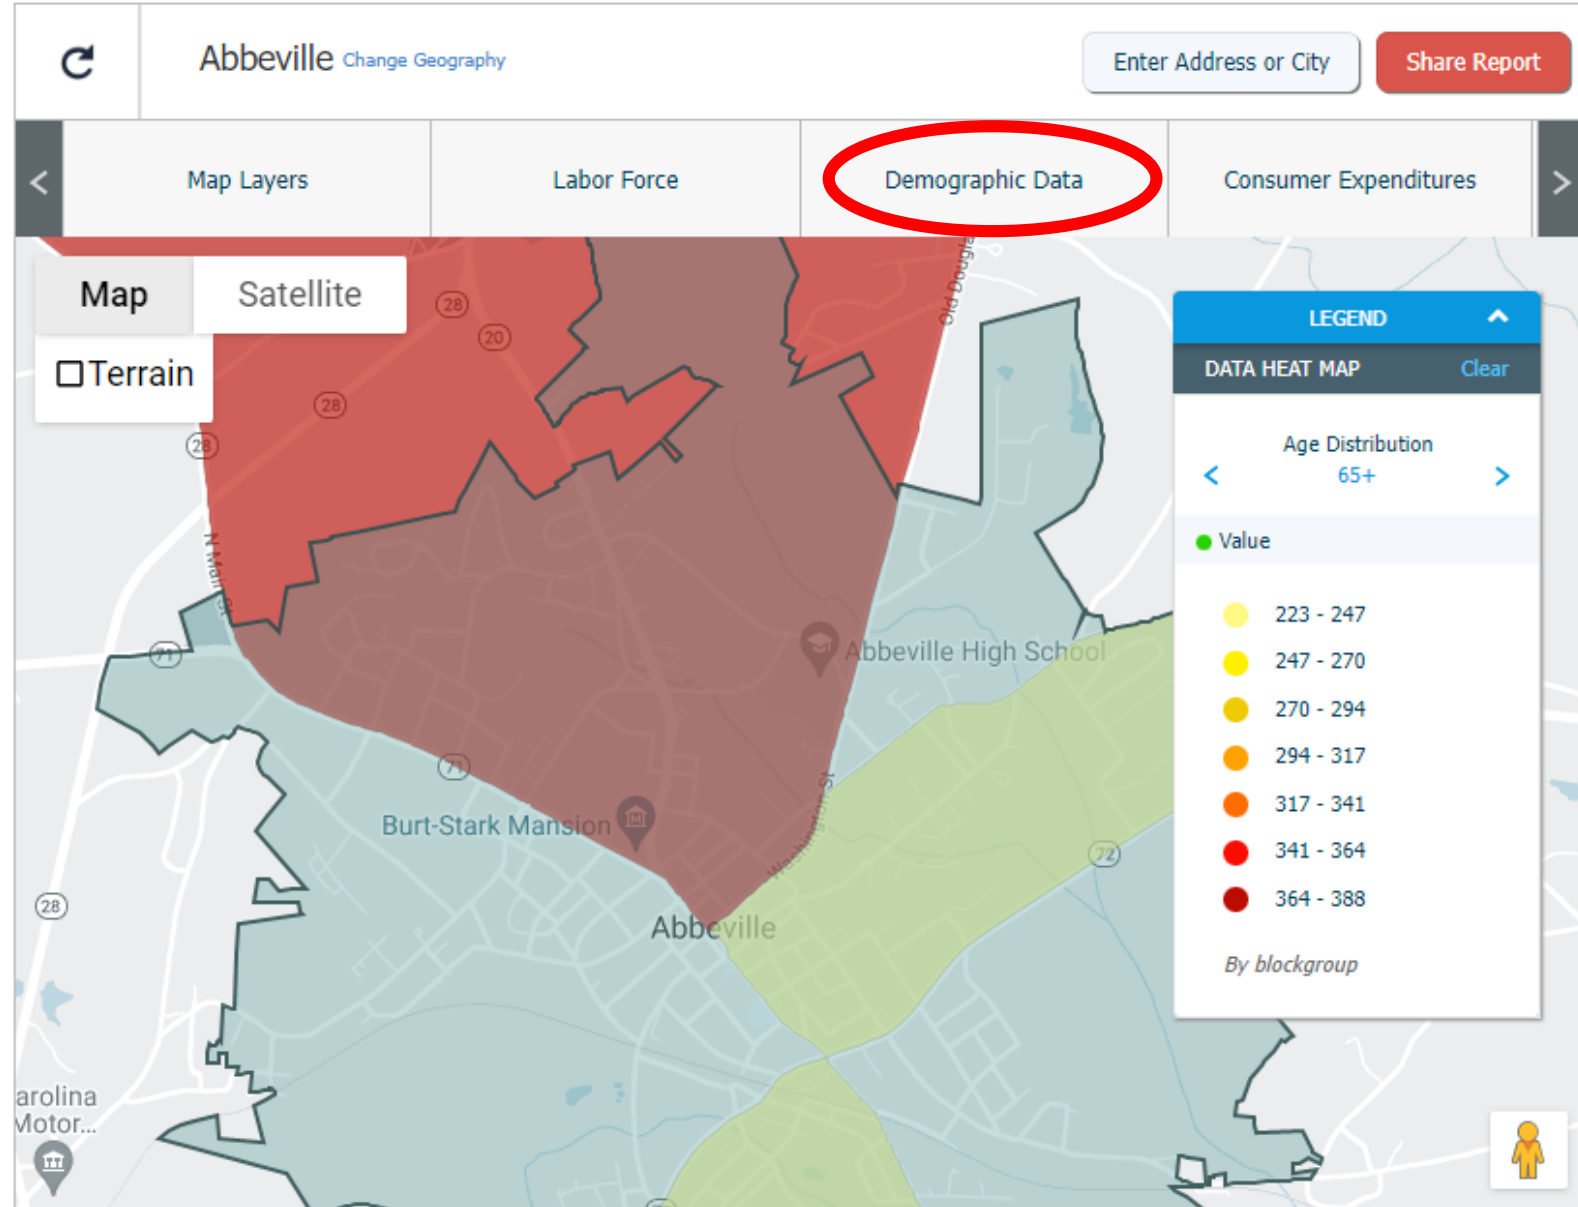 Abbeville Change Geography
Enter Address or City
Share Report
< Map Layers
Labor Force
Demographic Data
Consumer Expenditures >
Map
Satellite
Terrain
28
20
28
28
Old Dougla
N Main St
71
71
Abbeville High School
Burt-Stark Mansion
Washington St
72
28
Abbeville
arolina
Motor...
LEGEND
DATA HEAT MAP Clear
Age Distribution
< 65+ >
Value
223 - 247
247 - 270
270 - 294
294 - 317
317 - 341
341 - 364
364 - 388
By blockgroup